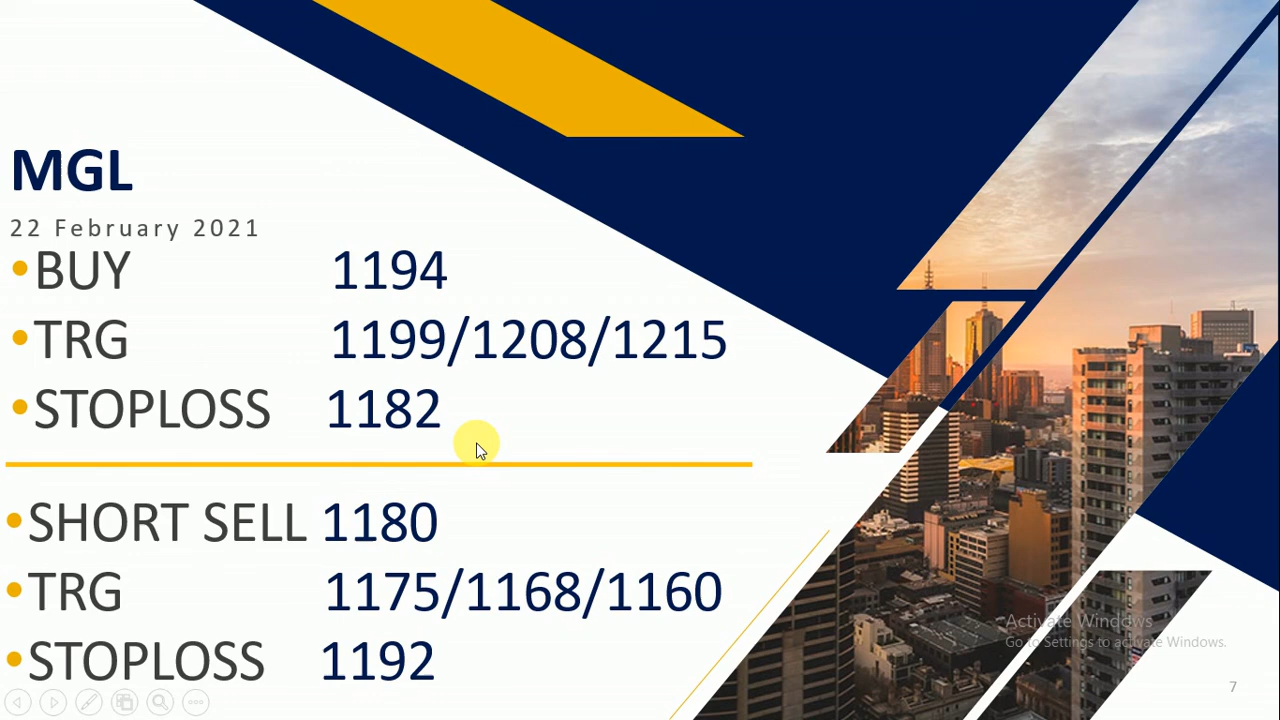 MGL
22 February 2021
•BUY 1194
•TRG 1199/1208/1215
•STOPLOSS 1182
•SHORT SELL 1180
•TRG 1175/1168/1160
•STOPLOSS 1192
Activate Windows
Go to Settings to activate Windows.
7